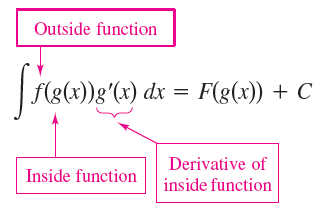 Outside function
∫ f(g(x))g′(x) dx = F(g(x)) + C
Inside function
Derivative of
inside function